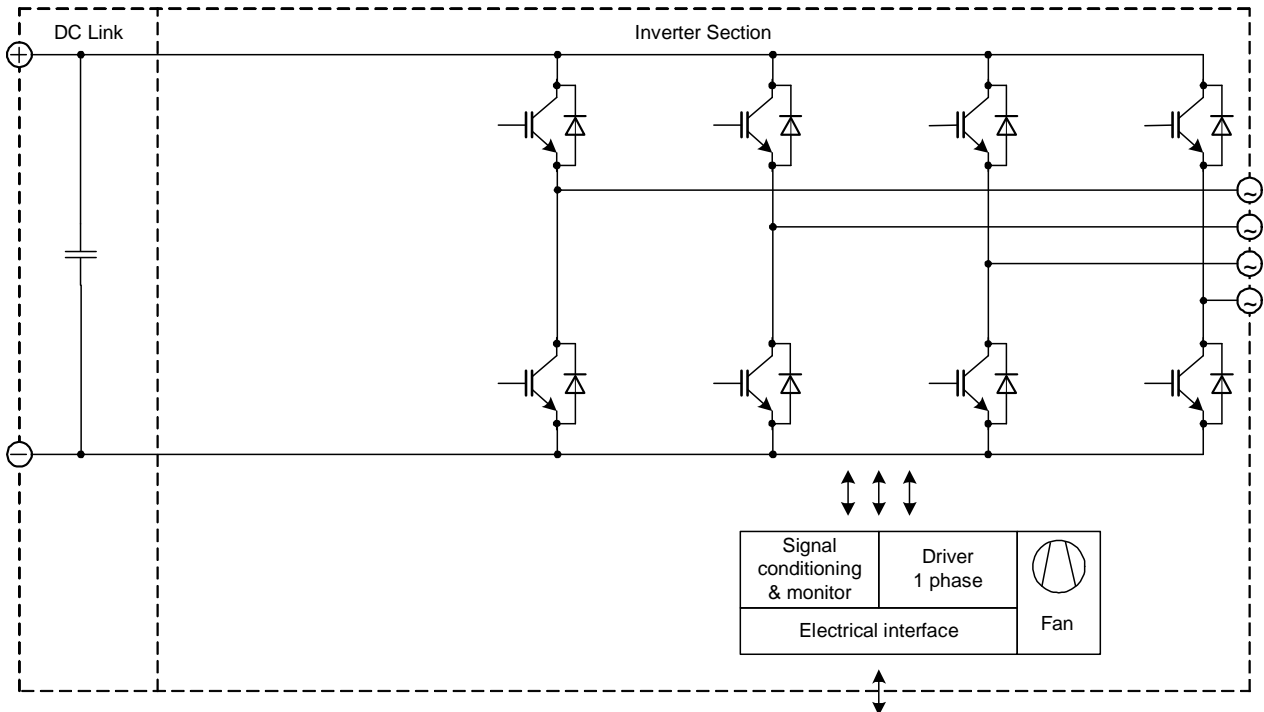 DC Link
Inverter Section
+
~
~
~
~
−
Signal
conditioning
& monitor
Driver
1 phase
Electrical interface
Fan